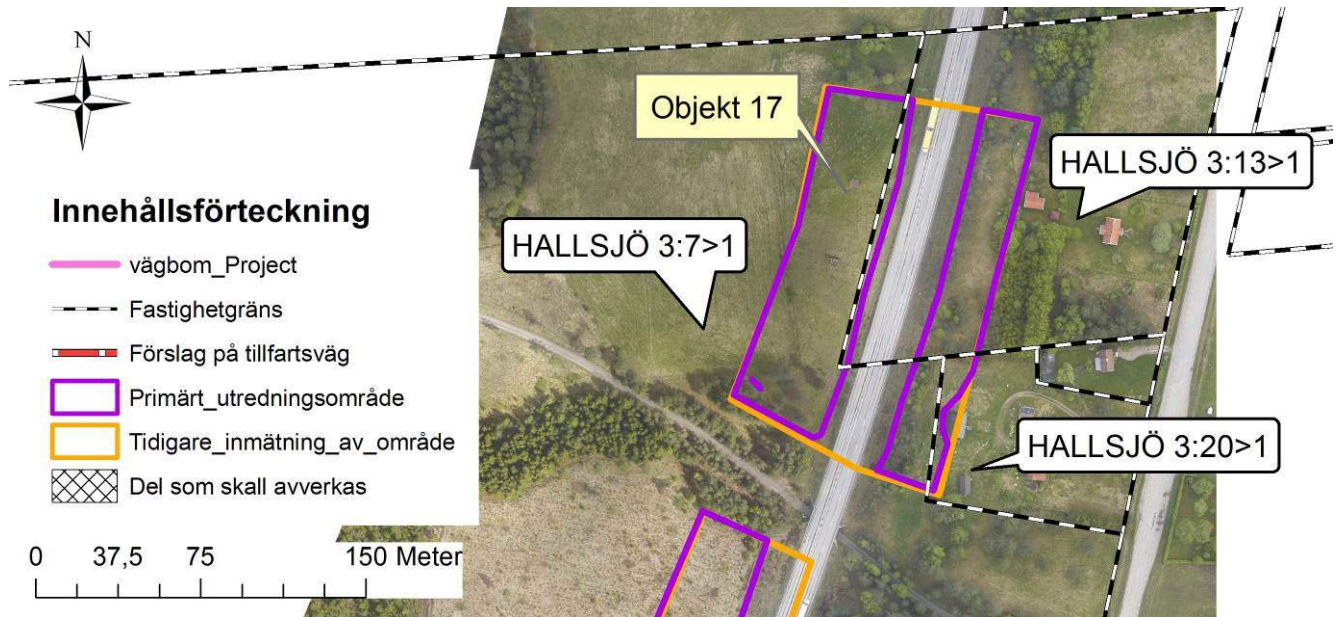 N
Objekt 17
HALLSJÖ 3:13>1
HALLSJÖ 3:7>1
HALLSJÖ 3:20>1
Innehållsförteckning
vägbom_Project
Fastighetgräns
Förslag på tillfartsväg
Primärt_utredningsområde
Tidigare_inmätning_av_område
Del som skall avverkas
0 37,5 75 150 Meter